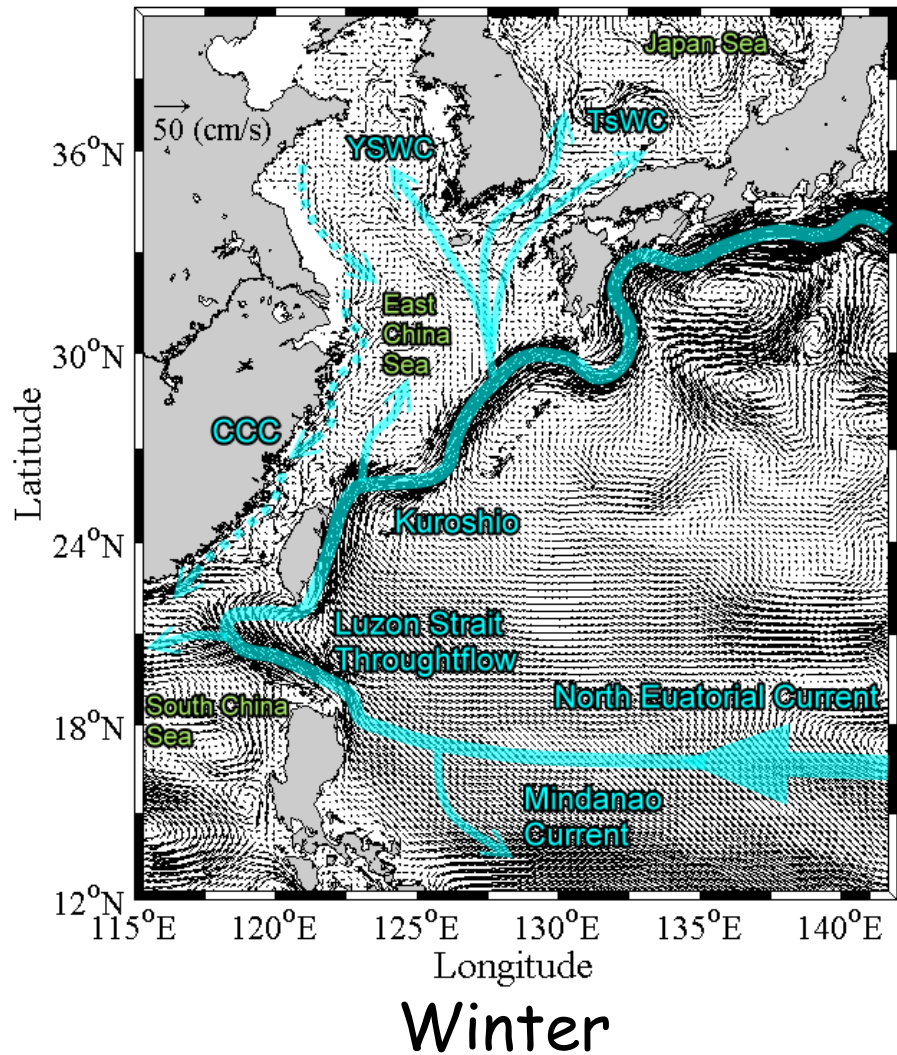 Japan Sea
50 (cm/s)
TsWC
YSWC
36°N
East
China
Sea
30°N
CCC
Latitude
Kuroshio
24°N
Luzon Strait
Throughtflow
North Euatorial Current
South China
Sea
18°N
Mindanao
Current
12°N
115°E 120°E 125°E 130°E 135°E 140°E
Longitude
Winter